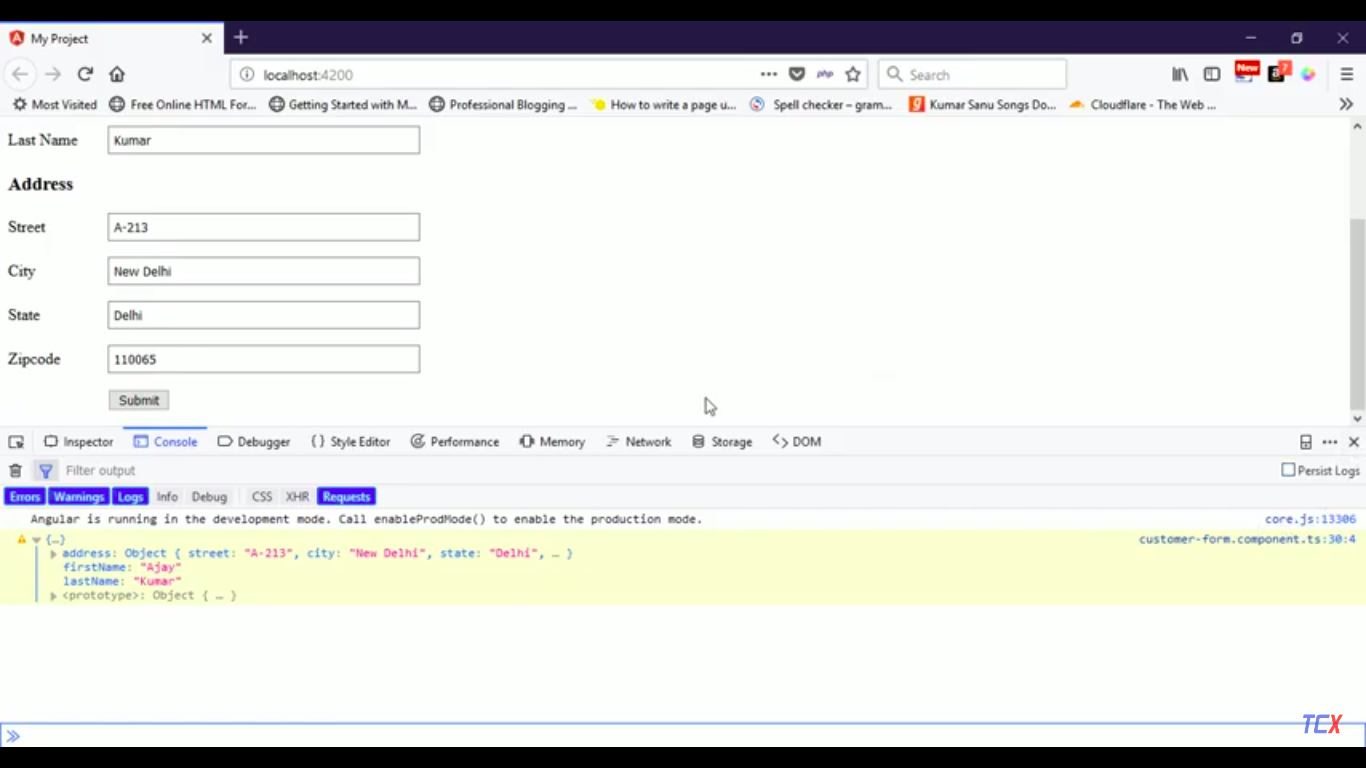 My Project
localhost:4200
php
Search
New
7
Most Visited Free Online HTML For... Getting Started with M... Professional Blogging ... How to write a page u... Spell checker – gram... Kumar Sanu Songs Do... Cloudflare - The Web ...
Last Name Kumar
Address
Street A-213
City New Delhi
State Delhi
Zipcode 110065
Submit
Inspector Console Debugger Style Editor Performance Memory Network Storage DOM
Filter output Persist Logs
Errors Warnings Logs Info Debug CSS XHR Requests
Angular is running in the development mode. Call enableProdMode() to enable the production mode. core.js:13306
{…} customer-form.component.ts:30:4
address: Object { street: "A-213", city: "New Delhi", state: "Delhi", … }
firstName: "Ajay"
lastName: "Kumar"
<prototype>: Object { … }
TCX